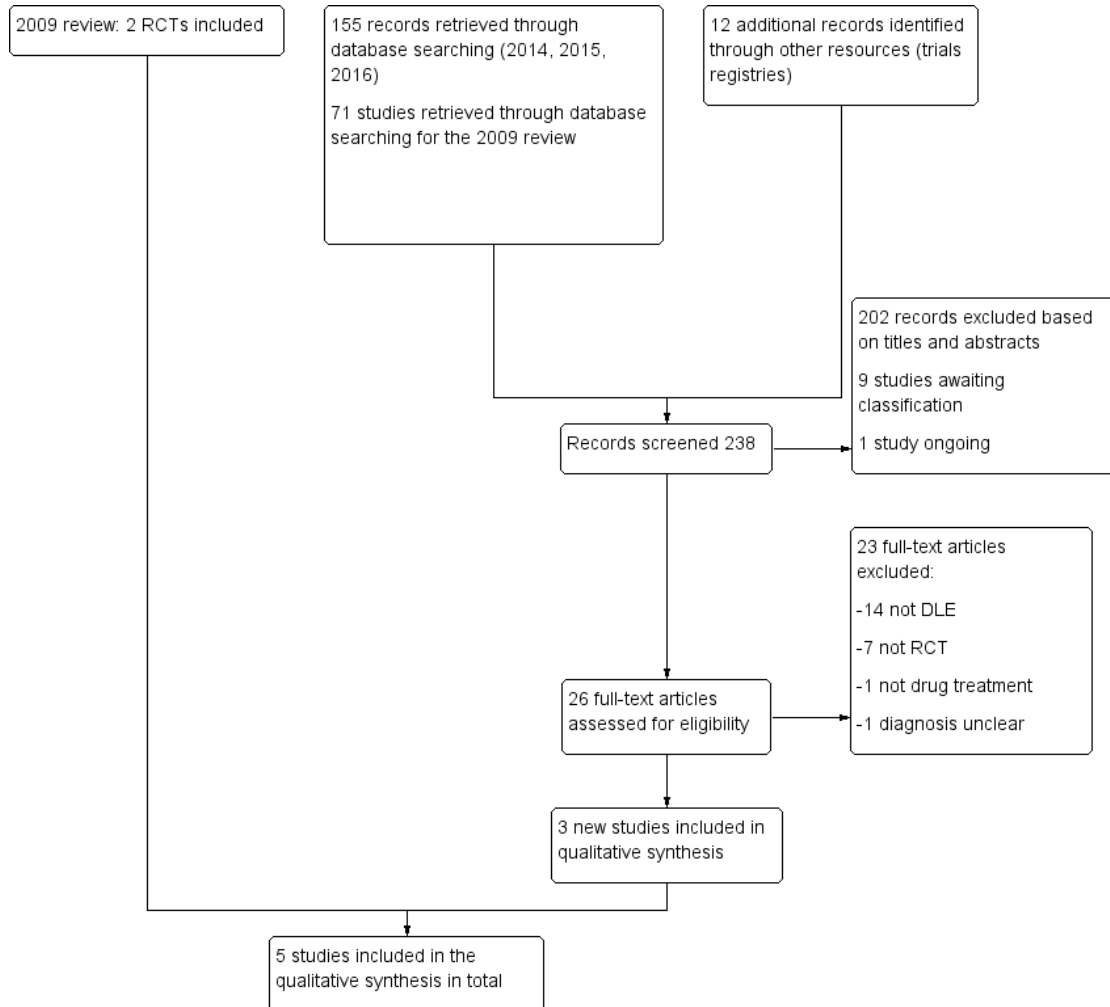 2009 review: 2 RCTs included
155 records retrieved through
database searching (2014, 2015,
2016)
71 studies retrieved through database
searching for the 2009 review
12 additional records identified
through other resources (trials
registries)
202 records excluded based
on titles and abstracts
9 studies awaiting
classification
1 study ongoing
Records screened 238
23 full-text articles
excluded:
-14 not DLE
-7 not RCT
-1 not drug treatment
-1 diagnosis unclear
26 full-text articles
assessed for eligibility
3 new studies included in
qualitative synthesis
5 studies included in the
qualitative synthesis in total